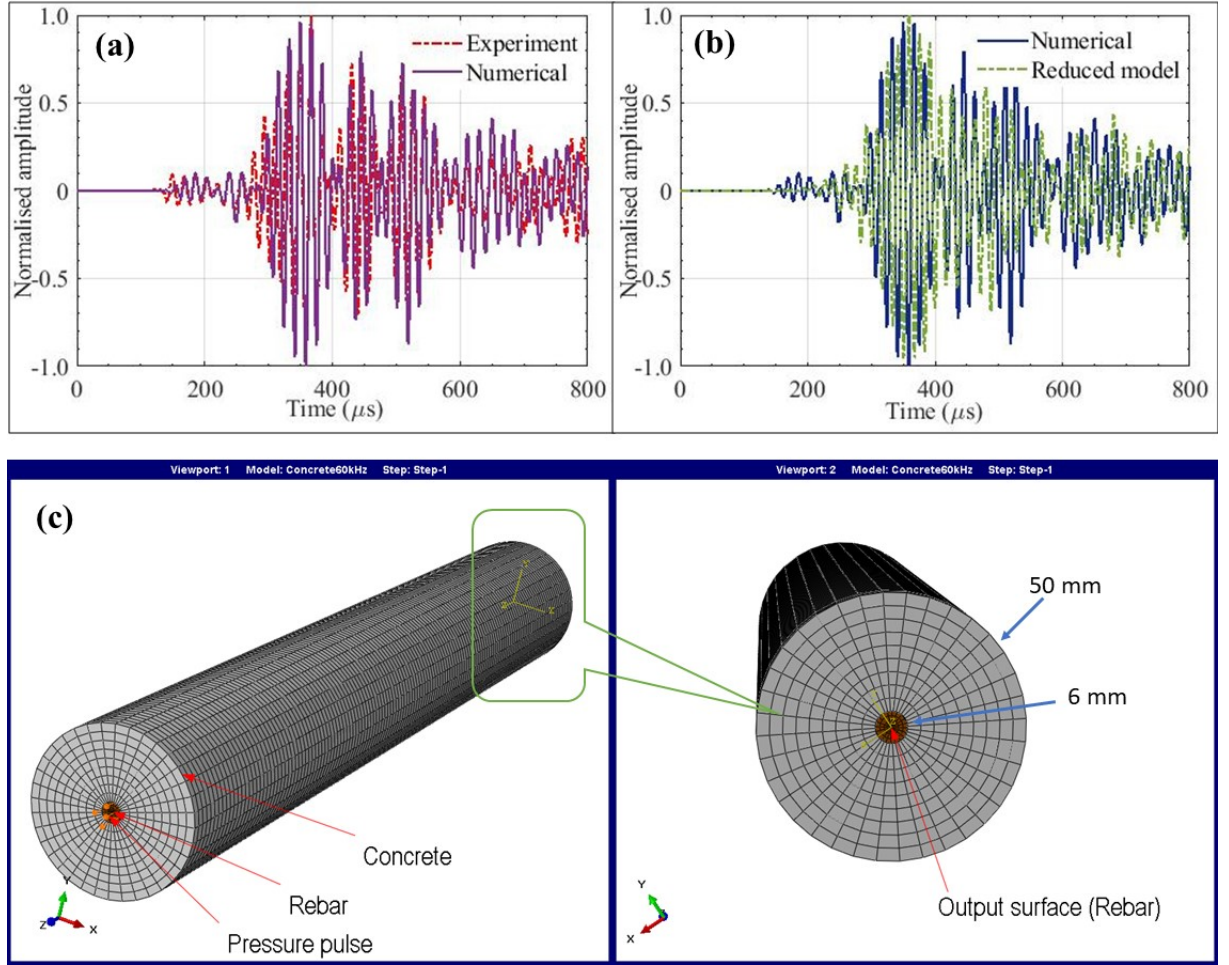 (a)
Experiment
Numerical
Normalised amplitude
1.0
0.5
0
-0.5
-1.0
0 200 400 600 800
Time (μs)
(b)
Numerical
Reduced model
Normalised amplitude
1.0
0.5
0
-0.5
-1.0
0 200 400 600 800
Time (μs)
Viewport: 1 Model: Concrete60kHz Step: Step-1
(c)
Concrete
Rebar
Pressure pulse
Y
Z
X
Viewport: 2 Model: Concrete60kHz Step: Step-1
50 mm
6 mm
Output surface (Rebar)
Y
X